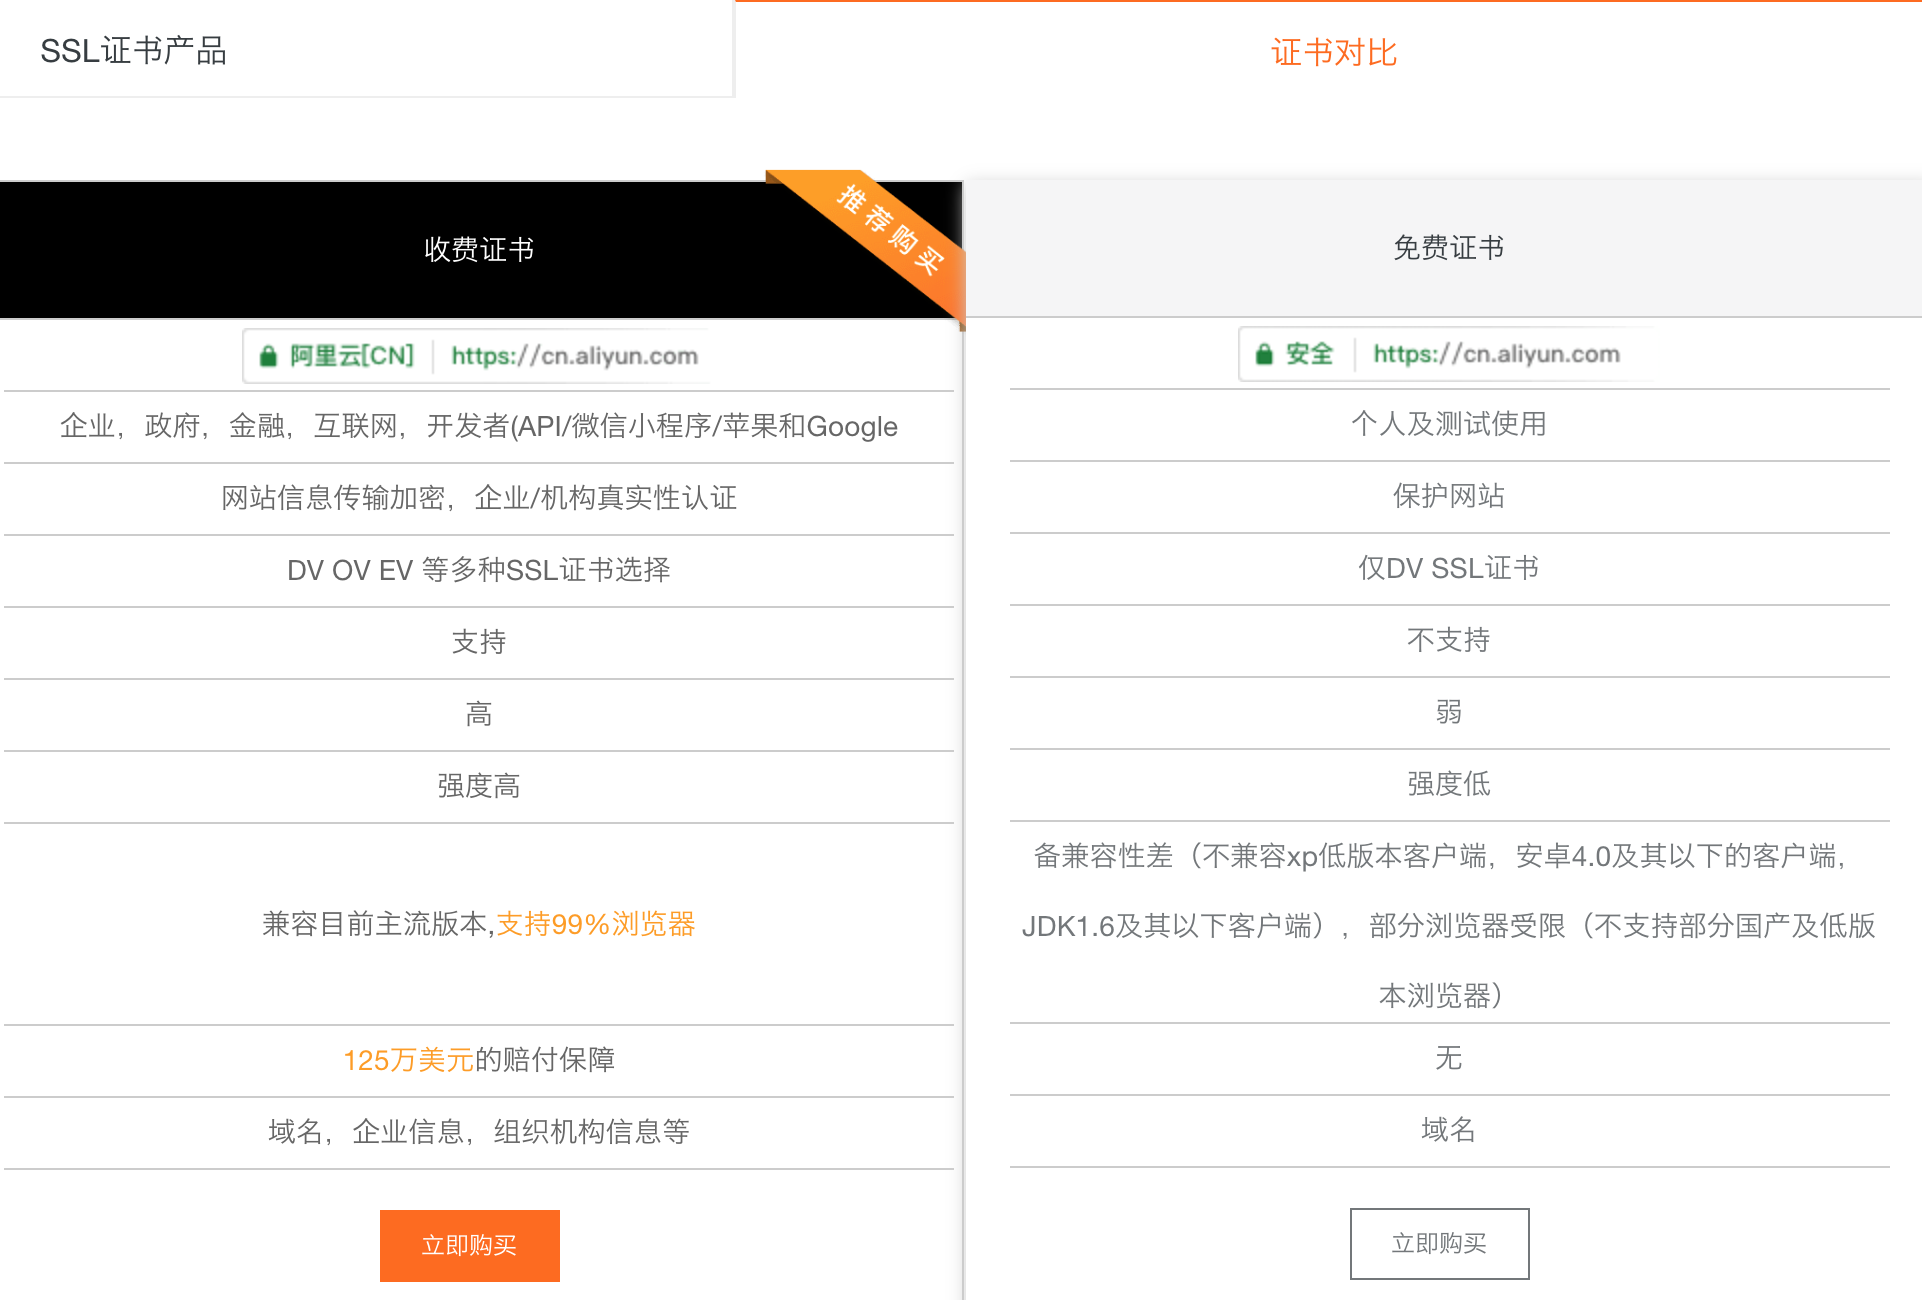 SSL证书产品
证书对比
收费证书
推荐购买
免费证书
阿里云[CN] https://cn.aliyun.com
安全 https://cn.aliyun.com
企业，政府，金融，互联网，开发者(API/微信小程序/苹果和Google
个人及测试使用
网站信息传输加密，企业/机构真实性认证
保护网站
DV OV EV 等多种SSL证书选择
仅DV SSL证书
支持
不支持
高
弱
强度高
强度低
兼容目前主流版本,支持99%浏览器
备兼容性差（不兼容xp低版本客户端，安卓4.0及其以下的客户端，
JDK1.6及其以下客户端），部分浏览器受限（不支持部分国产及低版
本浏览器）
125万美元的赔付保障
无
域名，企业信息，组织机构信息等
域名
立即购买
立即购买